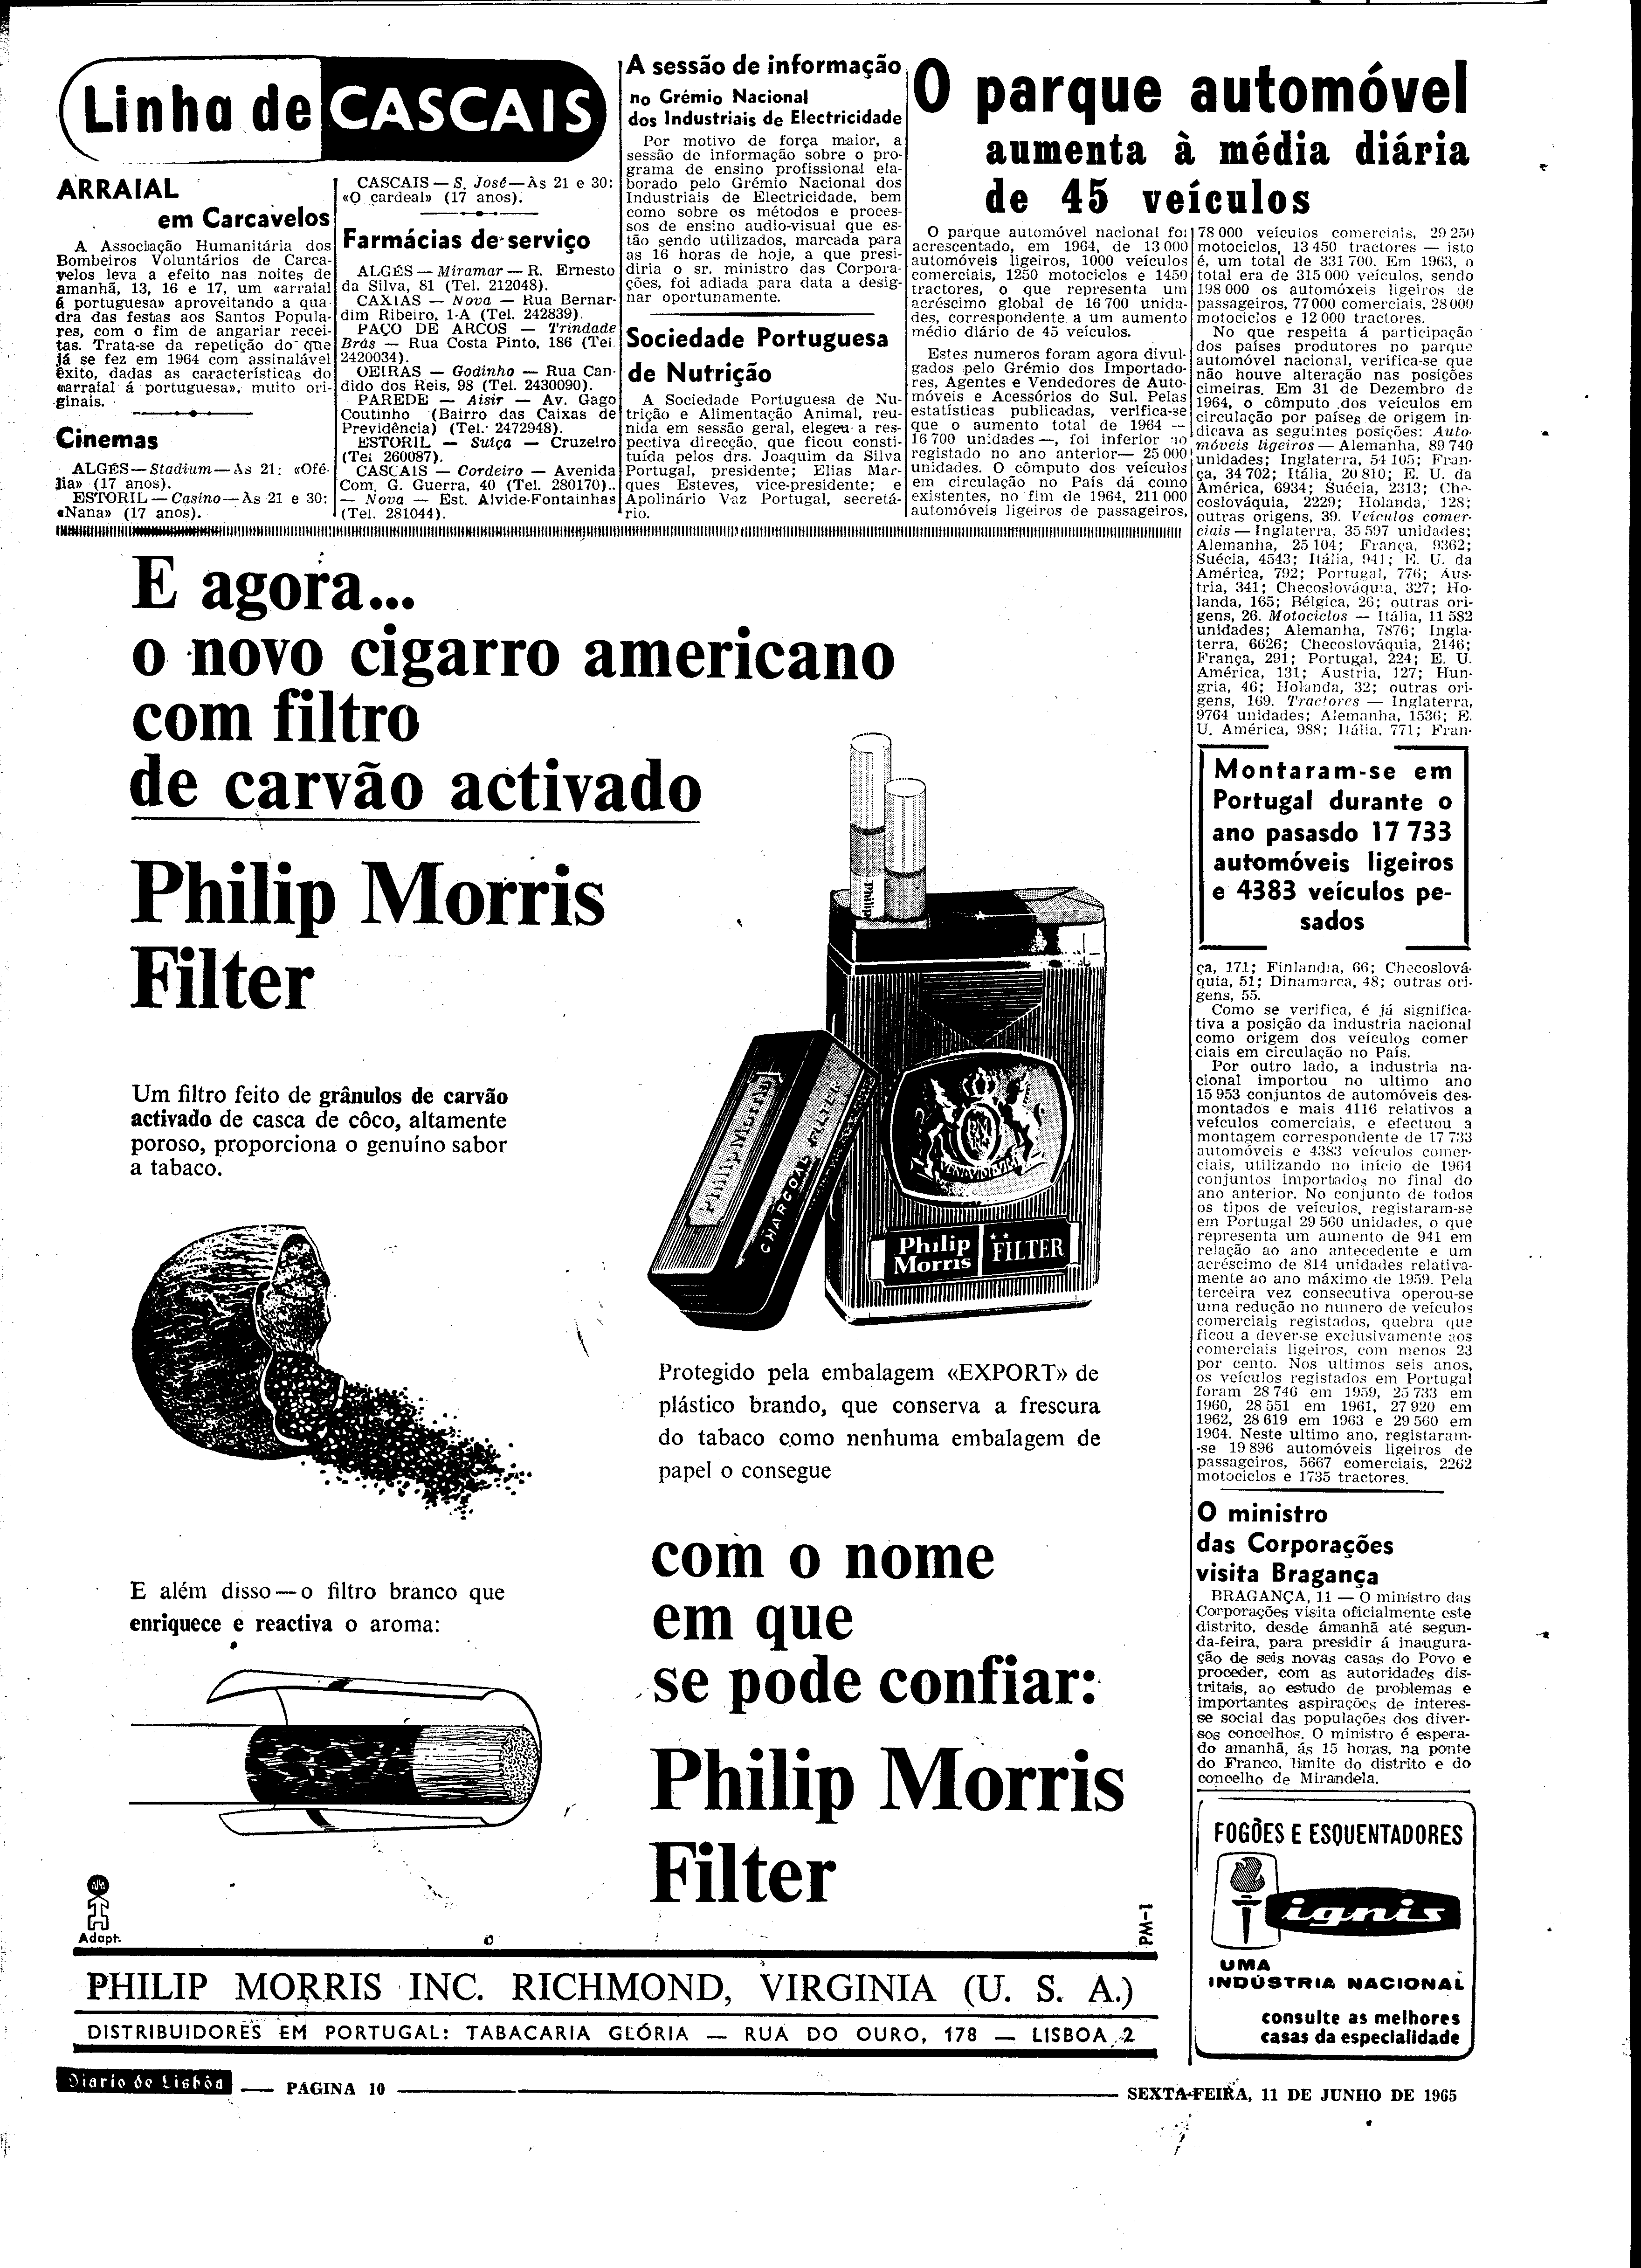 Linha de CASCAIS
ARRAIAL
em Carcavelos
A Associação Humanitária dos
Bombeiros Voluntários de Carca-
velos leva a efeito nas noites de
amanhã, 13, 16 e 17, um «arraial
á portuguesa» aproveitando a qua-
dra das festas aos Santos Popula-
res, com o fim de angariar recei-
tas. Trata-se da repetição do que
já se fez em 1964 com assinalável
êxito, dadas as características do
«arraial á portuguesa», muito ori-
ginais.
Cinemas
ALGÉS—Stadium—Às 21: «Ofé-
lia» (17 anos).
ESTORIL—Casino—Às 21 e 30:
«Nana» (17 anos).
CASCAIS—S. José—Às 21 e 30:
«O cardeal» (17 anos).
Farmácias de serviço
ALGÉS—Miramar—R. Ernesto
da Silva, 81 (Tel. 212048).
CAXIAS — Nova — Rua Bernar-
dim Ribeiro, 1-A (Tel. 242839).
PAÇO DE ARCOS — Trindade
Brás — Rua Costa Pinto, 186 (Tel.
2420034).
OEIRAS — Godinho — Rua Can-
dido dos Reis, 98 (Tel. 2430090).
PAREDE — Aisir — Av. Gago
Coutinho (Bairro das Caixas de
Previdência) (Tel. 2472948).
ESTORIL — Suíça — Cruzeiro
(Tel 260087).
CASCAIS — Cordeiro — Avenida
Com. G. Guerra, 40 (Tel. 280170)..
— Nova — Est. Alvide-Fontainhas
(Tel. 281044).
A sessão de informação
no Grémio Nacional
dos Industriais de Electricidade
Por motivo de força maior, a
sessão de informação sobre o pro-
grama de ensino profissional ela-
borado pelo Grémio Nacional dos
Industriais de Electricidade, bem
como sobre os métodos e proces-
sos de ensino audio-visual que es-
tão sendo utilizados, marcada para
as 16 horas de hoje, a que presi-
diria o sr. ministro das Corpora-
ções, foi adiada para data a desig-
nar oportunamente.
Sociedade Portuguesa
de Nutrição
A Sociedade Portuguesa de Nu-
trição e Alimentação Animal, reu-
nida em sessão geral, elegeu a res-
pectiva direcção, que ficou consti-
tuída pelos drs. Joaquim da Silva
Portugal, presidente; Elias Mar-
ques Esteves, vice-presidente; e
Apolinário Vaz Portugal, secretá-
rio.
O parque automóvel
aumenta à média diária
de 45 veículos
O parque automóvel nacional foi
acrescentado, em 1964, de 13 000
automóveis ligeiros, 1000 veículos
comerciais, 1250 motociclos e 1450
tractores, o que representa um
acréscimo global de 16 700 unida-
des, correspondente a um aumento
médio diário de 45 veículos.
Estes numeros foram agora divul-
gados pelo Grémio dos Importado-
res, Agentes e Vendedores de Auto-
móveis e Acessórios do Sul. Pelas
estatísticas publicadas, verifica-se
que o aumento total de 1964 —
16 700 unidades —, foi inferior ao
registado no ano anterior— 25 000
unidades. O cômputo dos veículos
em circulação no País dá como
existentes, no fim de 1964, 211 000
automóveis ligeiros de passageiros,
78 000 veículos comerciais, 29 250
motociclos, 13 450 tractores — isto
é, um total de 331 700. Em 1963, o
total era de 315 000 veículos, sendo
198 000 os automóxeis ligeiros de
passageiros, 77 000 comerciais, 28 000
motociclos e 12 000 tractores.
No que respeita á participação
dos países produtores no parque
automóvel nacional, verifica-se que
não houve alteração nas posições
cimeiras. Em 31 de Dezembro de
1964, o cômputo dos veículos em
circulação por países de origem in-
dicava as seguintes posições: Auto-
móveis ligeiros — Alemanha, 89 740
unidades; Inglaterra, 54 105; Fran-
ça, 34 702; Itália, 20 810; E. U. da
América, 6934; Suécia, 2313; Che-
coslováquia, 2229; Holanda, 128;
outras origens, 39. Veículos comer-
ciais — Inglaterra, 35 597 unidades;
Alemanha, 25 104; França, 9362;
Suécia, 4543; Itália, 941; E. U. da
América, 792; Portugal, 776; Áus-
tria, 341; Checoslováquia, 327; Ho-
landa, 165; Bélgica, 26; outras ori-
gens, 26. Motociclos — Itália, 11 582
unidades; Alemanha, 7876; Ingla-
terra, 6626; Checoslováquia, 2146;
França, 291; Portugal, 224; E. U.
América, 131; Áustria, 127; Hun-
gria, 46; Holanda, 32; outras ori-
gens, 169. Tractores — Inglaterra,
9764 unidades; Alemanha, 1536; E.
U. América, 988; Itália, 771; Fran-
Montaram-se em
Portugal durante o
ano pasasdo 17 733
automóveis ligeiros
e 4383 veículos pe-
sados
ça, 171; Finlandia, 66; Checoslová-
quia, 51; Dinamarca, 48; outras ori-
gens, 55.
Como se verifica, é já significa-
tiva a posição da industria nacional
como origem dos veículos comer
ciais em circulação no País.
Por outro lado, a industria na-
cional importou no ultimo ano
15 953 conjuntos de automóveis des-
montados e mais 4116 relativos a
veículos comerciais, e efectuou a
montagem correspondente de 17 733
automóveis e 4383 veículos comer-
ciais, utilizando no início de 1964
conjuntos importados no final do
ano anterior. No conjunto de todos
os tipos de veículos, registaram-se
em Portugal 29 560 unidades, o que
representa um aumento de 941 em
relação ao ano antecedente e um
acréscimo de 814 unidades relativa-
mente ao ano máximo de 1959. Pela
terceira vez consecutiva operou-se
uma redução no numero de veículos
comerciais registados, quebra que
ficou a dever-se exclusivamente aos
comerciais ligeiros, com menos 23
por cento. Nos ultimos seis anos,
os veículos registados em Portugal
foram 28 746 em 1959, 25 733 em
1960, 28 551 em 1961, 27 920 em
1962, 28 619 em 1963 e 29 560 em
1964. Neste ultimo ano, registaram-
-se 19 896 automóveis ligeiros de
passageiros, 5667 comerciais, 2262
motociclos e 1735 tractores.
O ministro
das Corporações
visita Bragança
BRAGANÇA, 11 — O ministro das
Corporações visita oficialmente este
distrito, desde ámanhã até segun-
da-feira, para presidir á inaugura-
ção de seis novas casas do Povo e
proceder, com as autoridades dis-
tritais, ao estudo de problemas e
importantes aspirações de interes-
se social das populações dos diver-
sos concelhos. O ministro é espera-
do amanhã, ás 15 horas, na ponte
do Franco, limite do distrito e do
concelho de Mirandela.
FOGÕES E ESQUENTADORES
ignis
UMA
INDÚSTRIA NACIONAL
consulte as melhores
casas da especialidade
E agora...
o novo cigarro americano
com filtro
de carvão activado
Philip Morris
Filter
Philip
Philip Morris
CHARCOAL FILTER
Philip
Morris
FILTER
Um filtro feito de grânulos de carvão
activado de casca de côco, altamente
poroso, proporciona o genuíno sabor
a tabaco.
Protegido pela embalagem «EXPORT» de
plástico brando, que conserva a frescura
do tabaco como nenhuma embalagem de
papel o consegue
E além disso — o filtro branco que
enriquece e reactiva o aroma:
com o nome
em que
se pode confiar:
Philip Morris
Filter
Adapt.
PM-1
PHILIP MORRIS INC. RICHMOND, VIRGINIA (U. S. A.)
DISTRIBUIDORES EM PORTUGAL: TABACARIA GLÓRIA — RUA DO OURO, 178 — LISBOA 2
Diario de Lisbôa — PÁGINA 10 — SEXTA-FEIRA, 11 DE JUNHO DE 1965